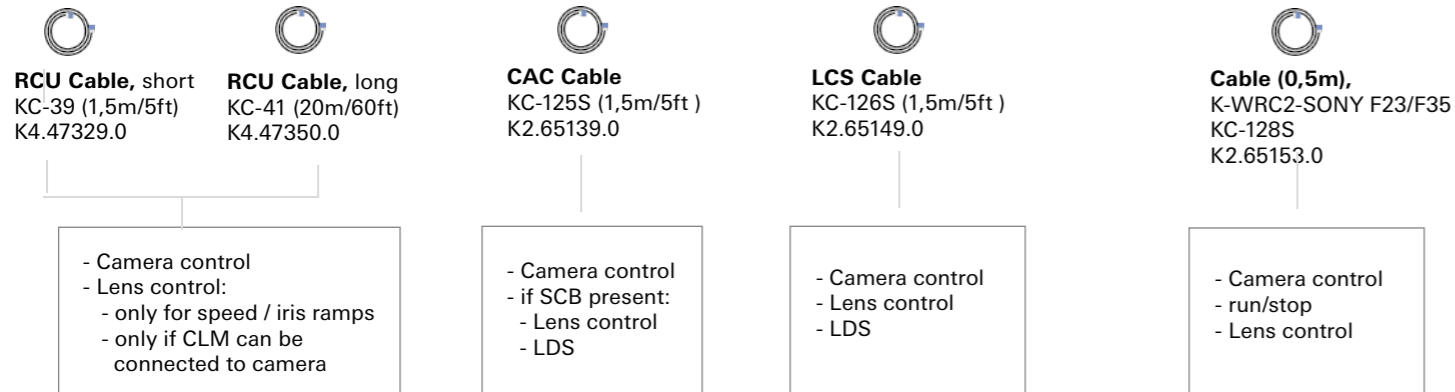 RCU Cable, short
KC-39 (1,5m/5ft)
K4.47329.0
RCU Cable, long
KC-41 (20m/60ft)
K4.47350.0
CAC Cable
KC-125S (1,5m/5ft )
K2.65139.0
LCS Cable
KC-126S (1,5m/5ft )
K2.65149.0
Cable (0,5m),
K-WRC2-SONY F23/F35
KC-128S
K2.65153.0
- Camera control
- Lens control:
- only for speed / iris ramps
- only if CLM can be
connected to camera
- Camera control
- if SCB present:
- Lens control
- LDS
- Camera control
- Lens control
- LDS
- Camera control
- run/stop
- Lens control